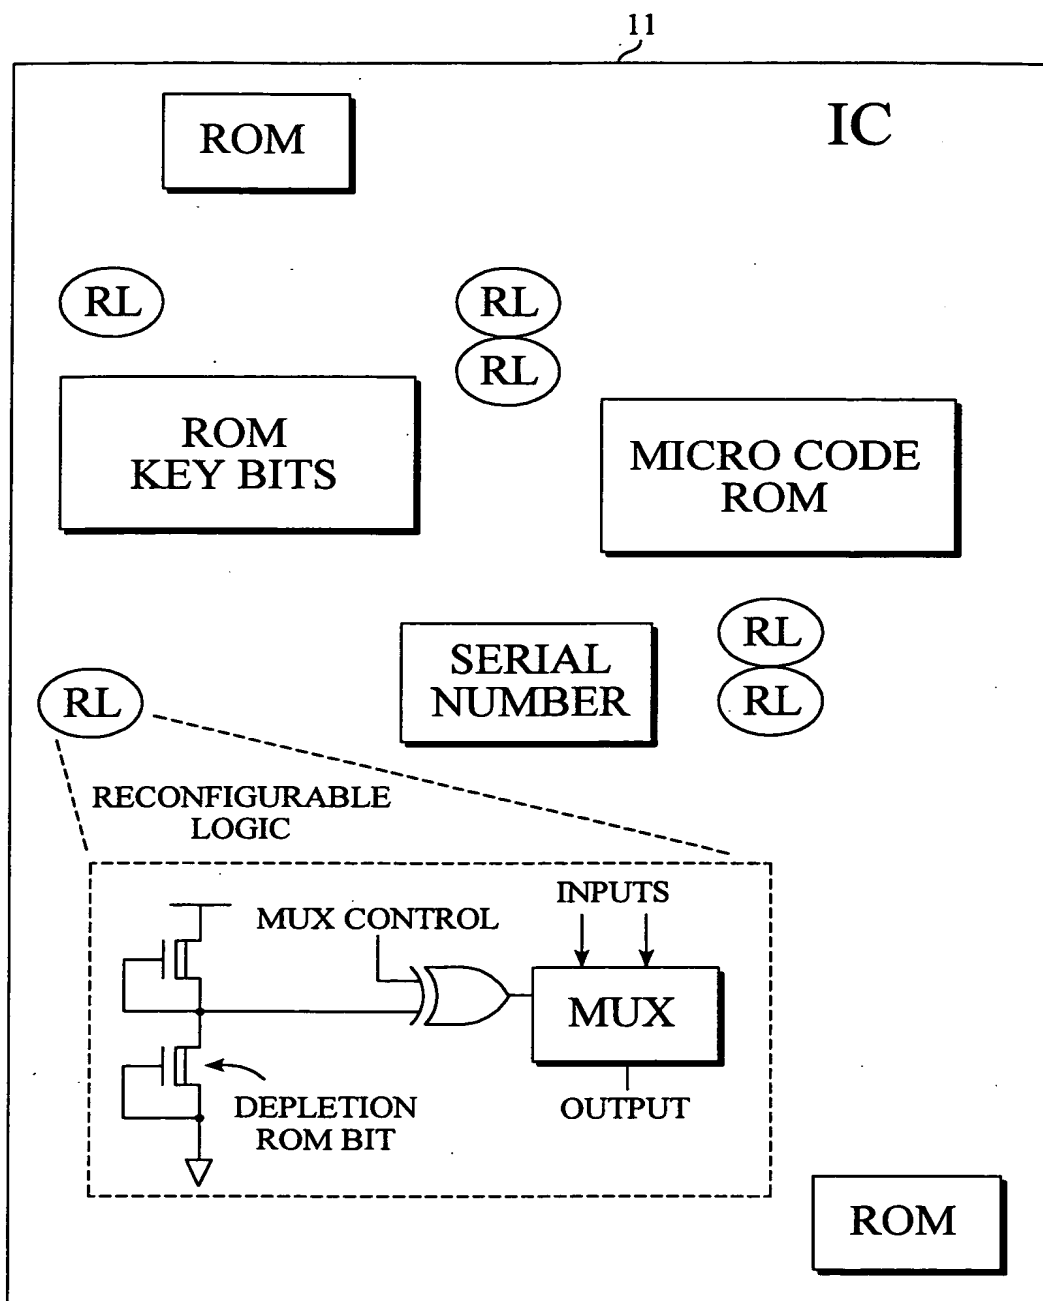 11
IC
ROM
RL
RL
RL
ROM
KEY BITS
MICRO CODE
ROM
SERIAL
NUMBER
RL
RL
RL
RECONFIGURABLE
LOGIC
MUX CONTROL
INPUTS
MUX
OUTPUT
DEPLETION
ROM BIT
ROM